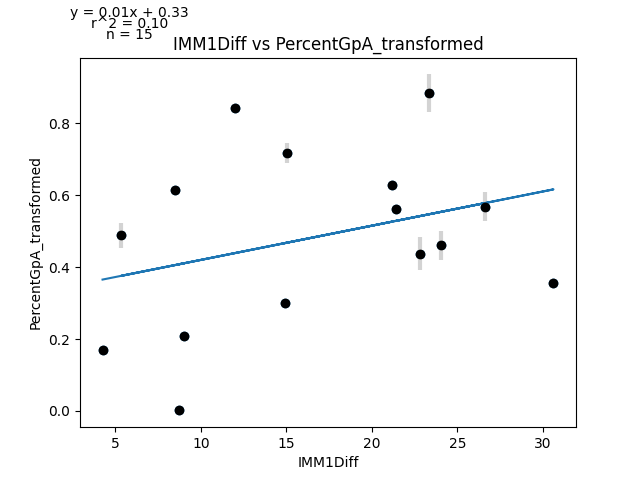 y = 0.01x + 0.33
r^2 = 0.10
n = 15
IMM1Diff vs PercentGpA_transformed
PercentGpA_transformed
0.8
0.6
0.4
0.2
0.0
5 10 15 20 25 30
IMM1Diff